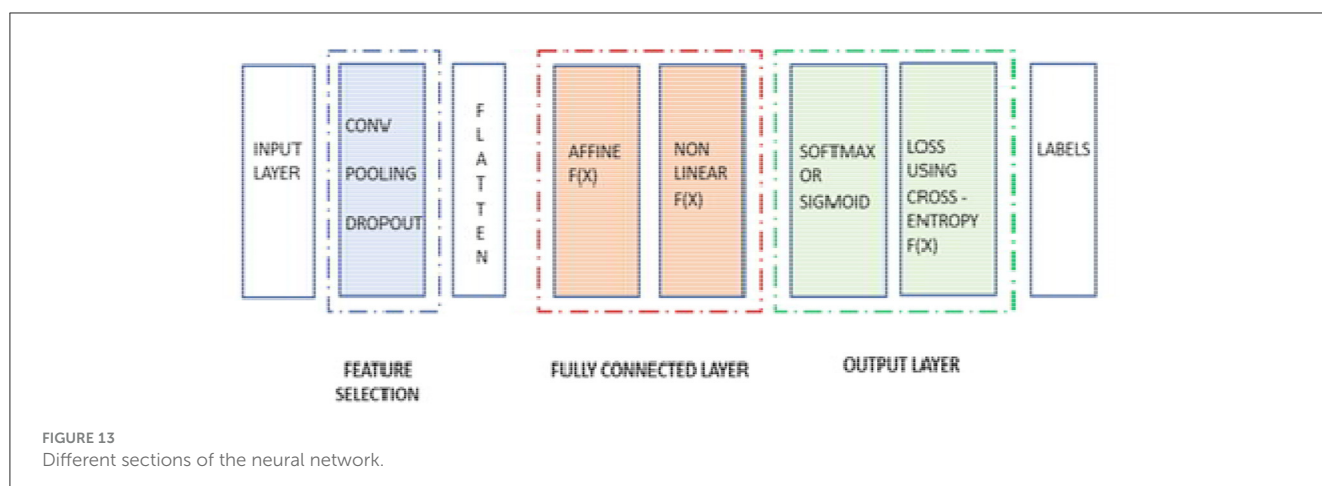 INPUT
LAYER
CONV
POOLING
DROPOUT
F
L
A
T
T
E
N
AFFINE
F(X)
NON
LINEAR
F(X)
SOFTMAX
OR
SIGMOID
LOSS
USING
CROSS -
ENTROPY
F(X)
LABELS
FEATURE
SELECTION
FULLY CONNECTED LAYER
OUTPUT LAYER
FIGURE 13
Different sections of the neural network.